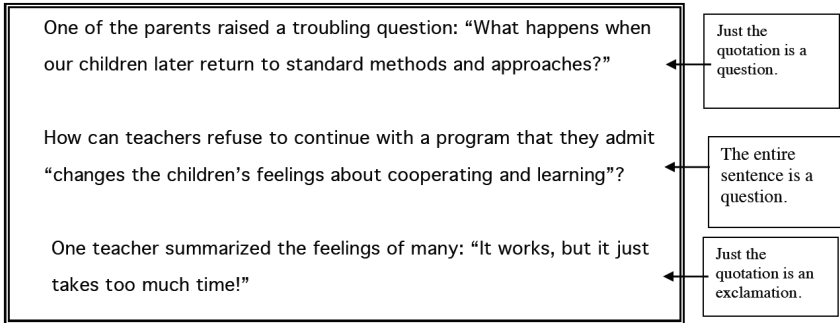 One of the parents raised a troubling question: “What happens when
our children later return to standard methods and approaches?”
Just the
quotation is a
question.
How can teachers refuse to continue with a program that they admit
“changes the children’s feelings about cooperating and learning”?
The entire
sentence is a
question.
One teacher summarized the feelings of many: “It works, but it just
takes too much time!”
Just the
quotation is an
exclamation.